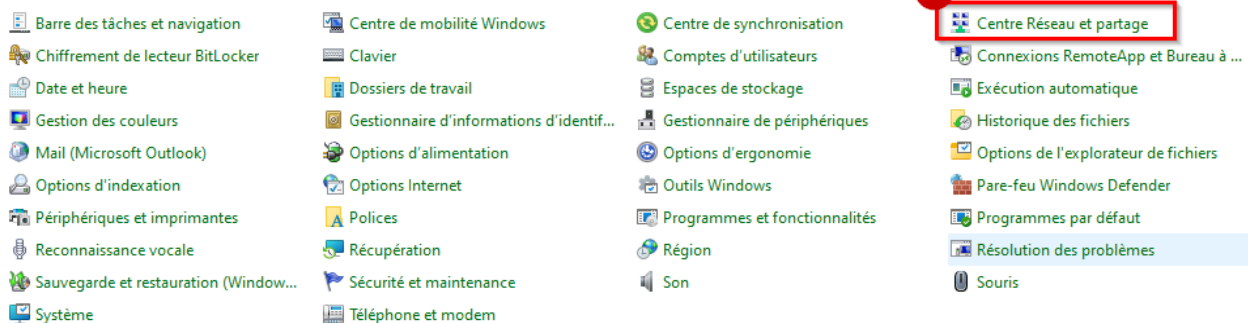 Barre des tâches et navigation
Centre de mobilité Windows
Centre de synchronisation
Centre Réseau et partage
Chiffrement de lecteur BitLocker
Clavier
Comptes d'utilisateurs
Connexions RemoteApp et Bureau à ...
Date et heure
Dossiers de travail
Espaces de stockage
Exécution automatique
Gestion des couleurs
Gestionnaire d'informations d'identif...
Gestionnaire de périphériques
Historique des fichiers
Mail (Microsoft Outlook)
Options d'alimentation
Options d'ergonomie
Options de l'explorateur de fichiers
Options d'indexation
Options Internet
Outils Windows
Pare-feu Windows Defender
Périphériques et imprimantes
Polices
Programmes et fonctionnalités
Programmes par défaut
Reconnaissance vocale
Récupération
Région
Résolution des problèmes
Sauvegarde et restauration (Window...
Sécurité et maintenance
Son
Souris
Système
Téléphone et modem